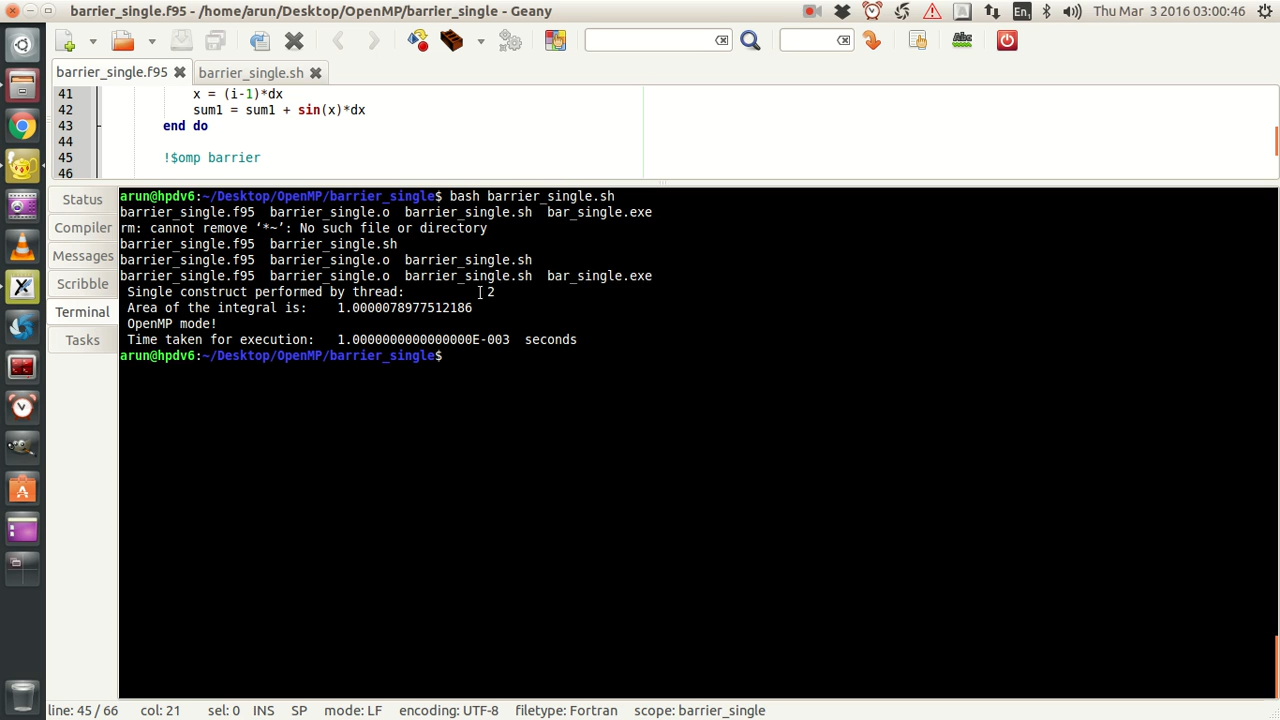 barrier_single.f95 - /home/arun/Desktop/OpenMP/barrier_single - Geany
En1
A
Thu Mar 3 2016 03:00:46
Abc
barrier_single.f95
barrier_single.sh
41 x = (i-1)*dx
42 sum1 = sum1 + sin(x)*dx
43 end do
44
45 !$omp barrier
46
Status
Compiler
Messages
Scribble
Terminal
Tasks
arun@hpdv6:~/Desktop/OpenMP/barrier_single$ bash barrier_single.sh
barrier_single.f95 barrier_single.o barrier_single.sh bar_single.exe
rm: cannot remove ‘*~’: No such file or directory
barrier_single.f95 barrier_single.sh
barrier_single.f95 barrier_single.o barrier_single.sh
barrier_single.f95 barrier_single.o barrier_single.sh bar_single.exe
Single construct performed by thread: 2
Area of the integral is: 1.0000078977512186
OpenMP mode!
Time taken for execution: 1.0000000000000000E-003 seconds
arun@hpdv6:~/Desktop/OpenMP/barrier_single$
line: 45 / 66 col: 21 sel: 0 INS SP mode: LF encoding: UTF-8 filetype: Fortran scope: barrier_single